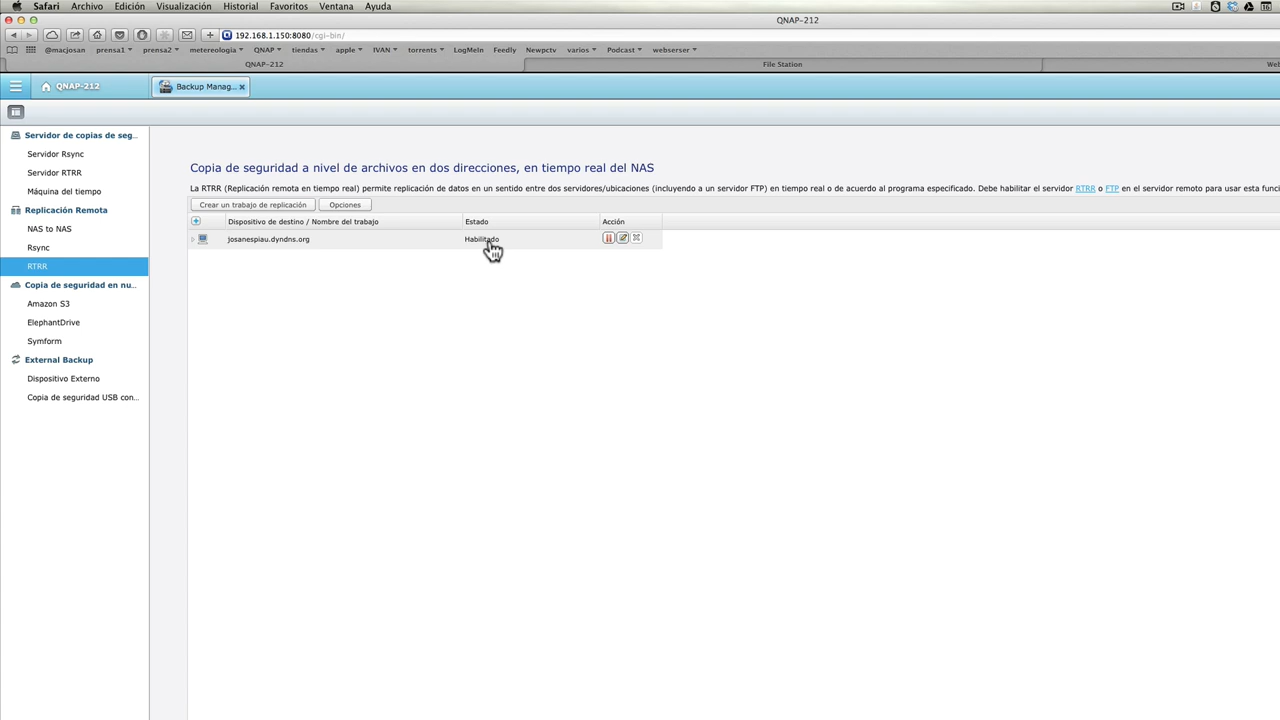 Safari Archivo Edición Visualización Historial Favoritos Ventana Ayuda
QNAP-212
192.168.1.150:8080/cgi-bin/
@macjosan prensa1 prensa2 metereologia QNAP tiendas apple IVAN torrents LogMeIn Feedly Newpctv varios Podcast webserser
QNAP-212 File Station Web
QNAP-212 Backup Manag...
Servidor de copias de seg...
Servidor Rsync
Servidor RTRR
Máquina del tiempo
Replicación Remota
NAS to NAS
Rsync
RTRR
Copia de seguridad en nu...
Amazon S3
ElephantDrive
Symform
External Backup
Dispositivo Externo
Copia de seguridad USB con...
Copia de seguridad a nivel de archivos en dos direcciones, en tiempo real del NAS
La RTRR (Replicación remota en tiempo real) permite replicación de datos en un sentido entre dos servidores/ubicaciones (incluyendo a un servidor FTP) en tiempo real o de acuerdo al programa especificado. Debe habilitar el servidor RTRR o FTP en el servidor remoto para usar esta funci
Crear un trabajo de replicación Opciones
Dispositivo de destino / Nombre del trabajo Estado Acción
josanespiau.dyndns.org Habilitado